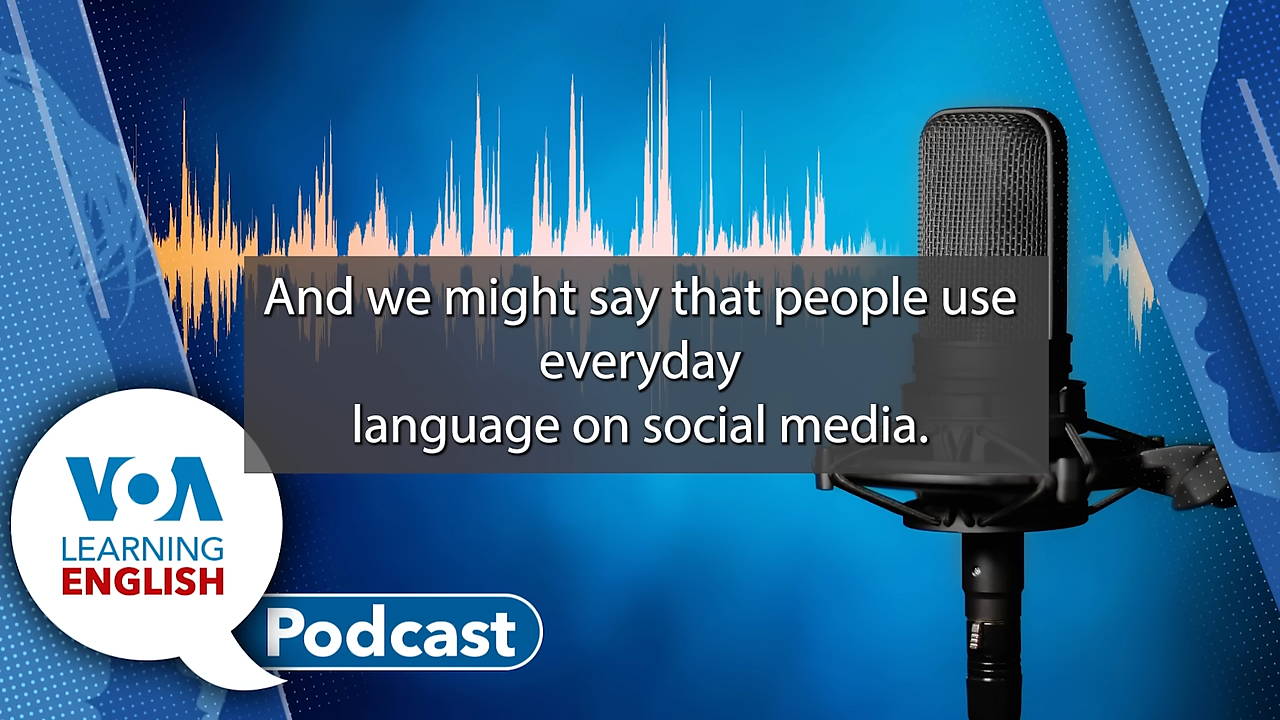 And we might say that people use
everyday
language on social media.
VOA
LEARNING
ENGLISH
Podcast